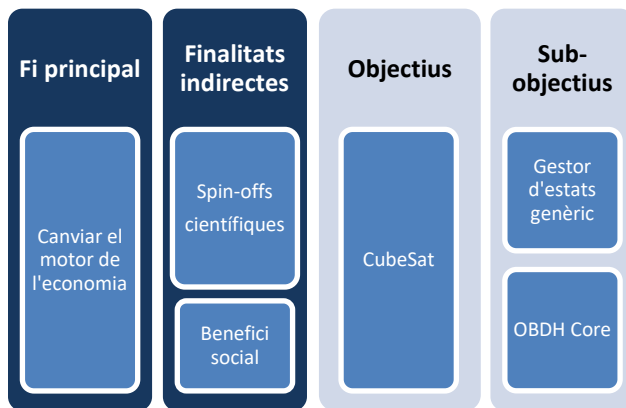 Fi principal
Canviar el
motor de
l'economia
Finalitats
indirectes
Spin-offs
científiques
Benefici
social
Objectius
CubeSat
Sub-
objectius
Gestor
d'estats
genèric
OBDH Core